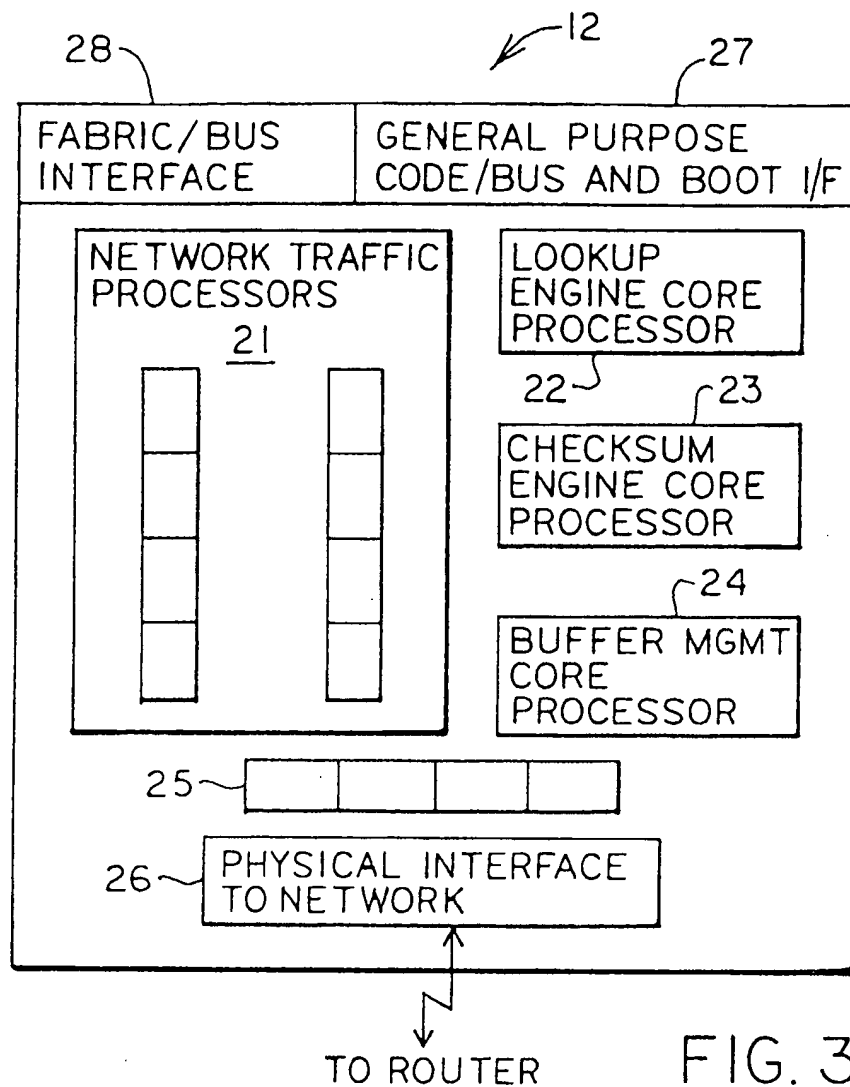 12
28
27
FABRIC/BUS
INTERFACE
GENERAL PURPOSE
CODE/BUS AND BOOT I/F
NETWORK TRAFFIC
PROCESSORS
21
LOOKUP
ENGINE CORE
PROCESSOR
22
23
CHECKSUM
ENGINE CORE
PROCESSOR
24
BUFFER MGMT
CORE
PROCESSOR
25
26
PHYSICAL INTERFACE
TO NETWORK
TO ROUTER
FIG. 3